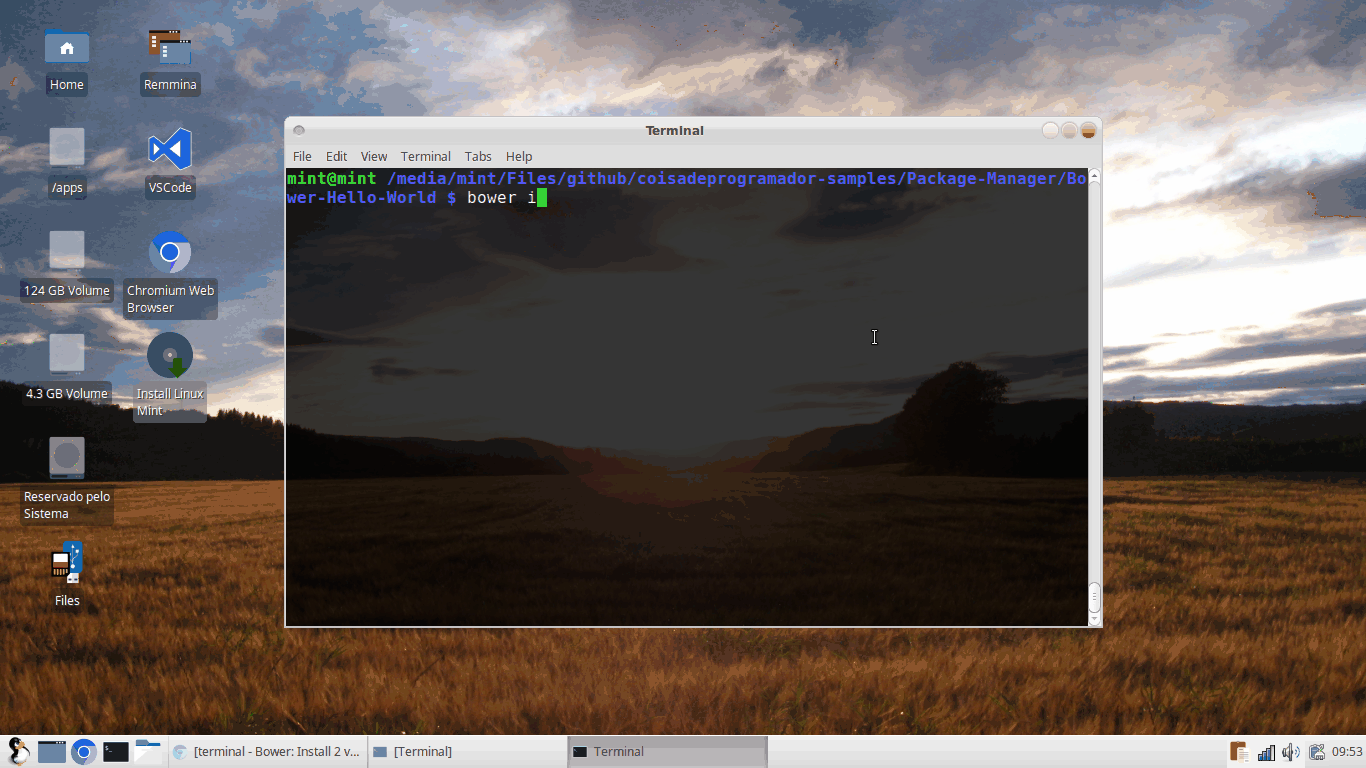 Home
Remmina
/apps
VSCode
124 GB Volume
Chromium Web
Browser
4.3 GB Volume
Install Linux
Mint
Reservado pelo
Sistema
Files
Terminal
File Edit View Terminal Tabs Help
mint@mint /media/mint/Files/github/coisadeprogramador-samples/Package-Manager/Bo
wer-Hello-World $ bower i
[terminal - Bower: Install 2 v... [Terminal] Terminal 09:53